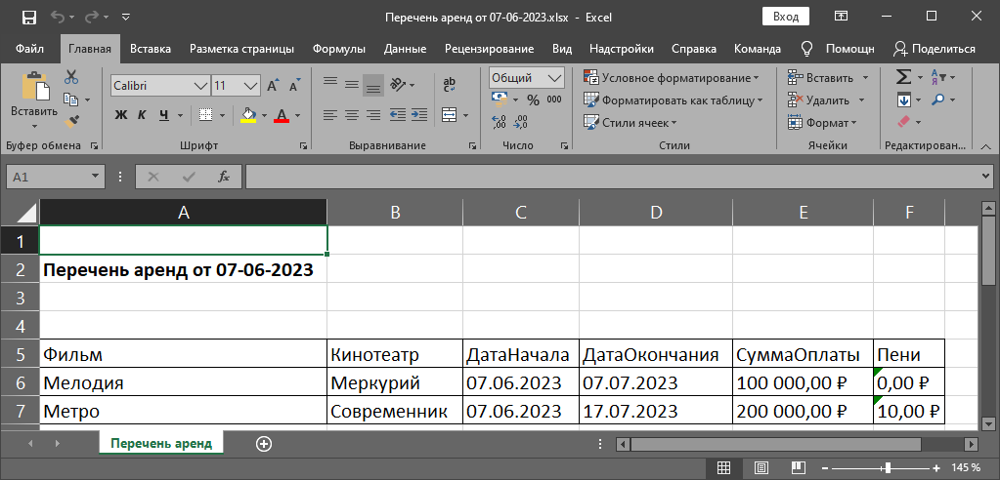 Перечень аренд от 07-06-2023.xlsx - Excel Вход
Файл Главная Вставка Разметка страницы Формулы Данные Рецензирование Вид Надстройки Справка Команда Помощн Поделиться
Calibri 11 Общий Условное форматирование Вставить
Вставить ab c % 000 Форматировать как таблицу Удалить
Ж К Ч А ,00 ,0 ,00 Стили ячеек Формат
Буфер обмена Шрифт Выравнивание Число Стили Ячейки Редактирован...
A1 fx
A B C D E F
1
2 Перечень аренд от 07-06-2023
3
4
5 Фильм Кинотеатр ДатаНачала ДатаОкончания СуммаОплаты Пени
6 Мелодия Меркурий 07.06.2023 07.07.2023 100 000,00 ₽ 0,00 ₽
7 Метро Современник 07.06.2023 17.07.2023 200 000,00 ₽ 10,00 ₽
Перечень аренд
145 %